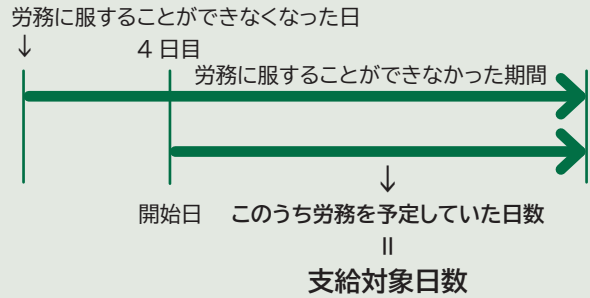 労務に服することができなくなった日
↓
4日目
労務に服することができなかった期間
↓
開始日 このうち労務を予定していた日数
＝
支給対象日数